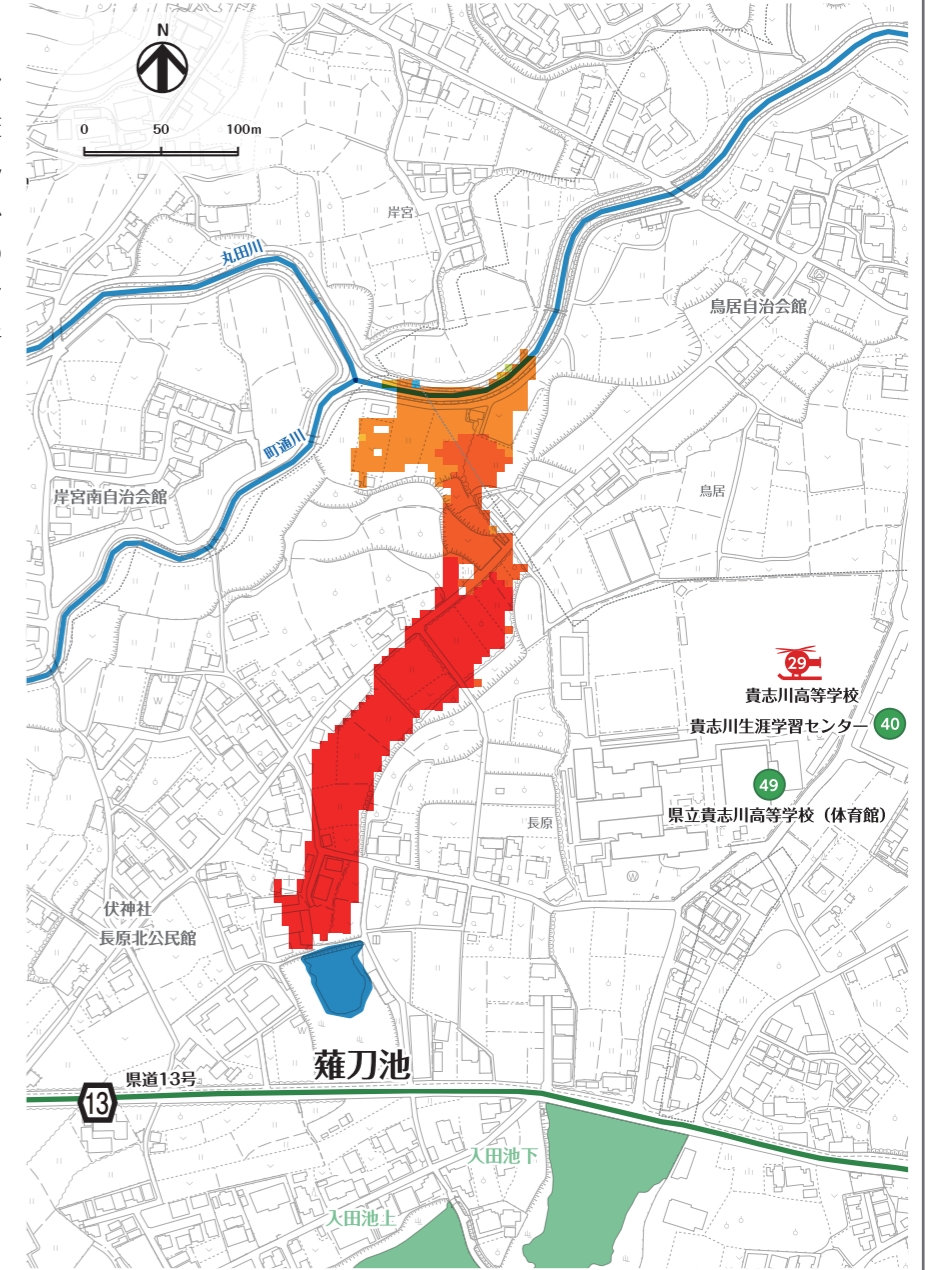 N
0 50 100m
岸宮
丸田川
鳥居自治会館
町通川
岸宮南自治会館
鳥居
29
貴志川高等学校
貴志川生涯学習センター 40
49
県立貴志川高等学校（体育館）
長原
伏神社
長原北公民館
薙刀池
県道13号
13
入田池下
入田池上